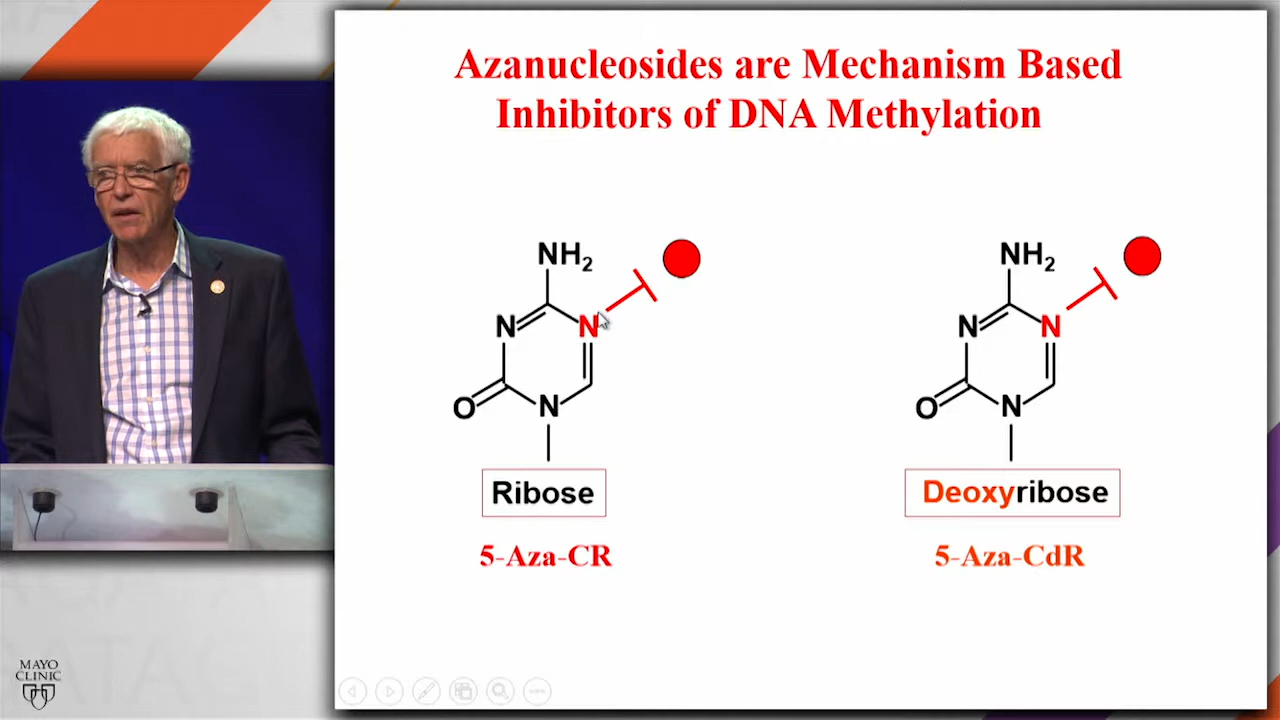 Azanucleosides are Mechanism Based
Inhibitors of DNA Methylation
NH2
NH2
N
N
N
N
O
N
O
N
Ribose
Deoxyribose
5-Aza-CR
5-Aza-CdR
MAYO
CLINIC